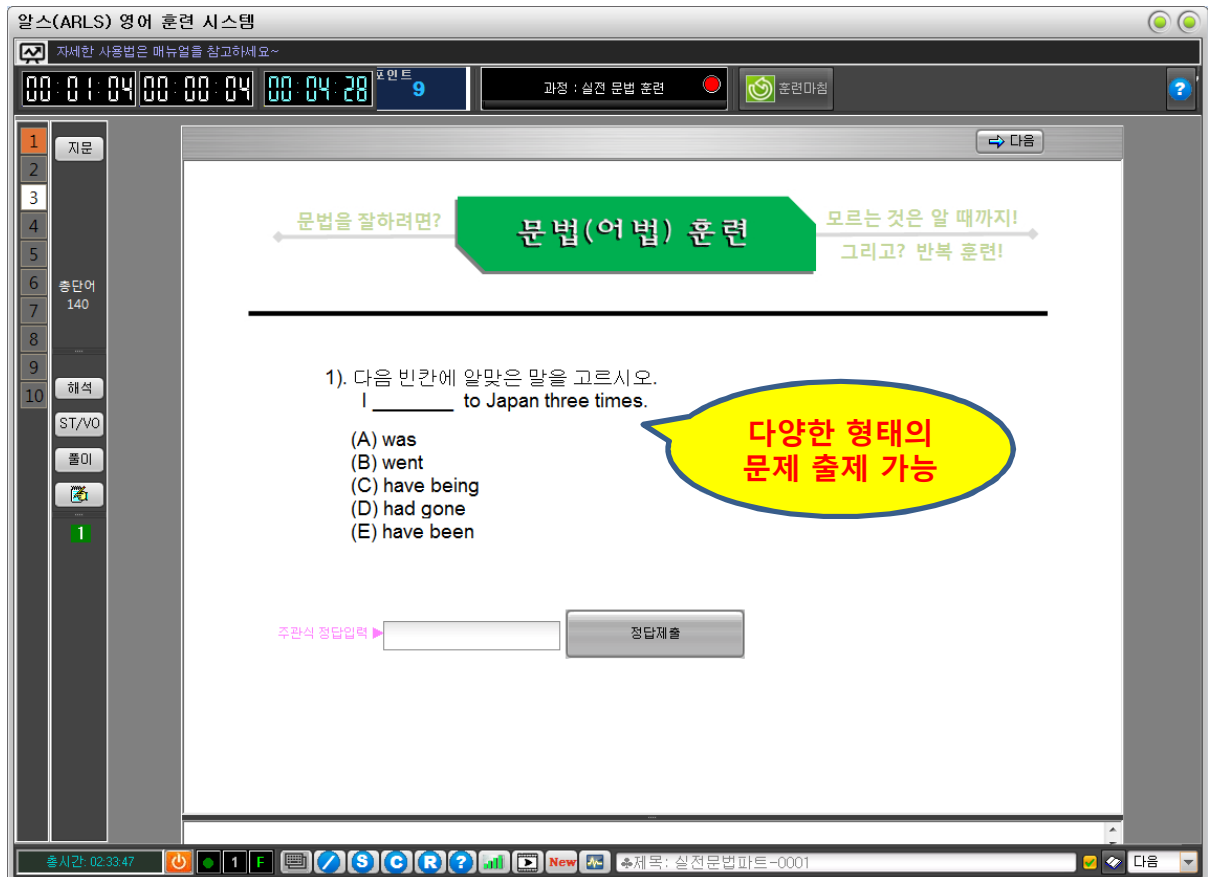 알스(ARLS) 영어 훈련 시스템
자세한 사용법은 매뉴얼을 참고하세요~
00:01:04 00:00:04 00:04:28 포인트 9 과정 : 실전 문법 훈련 훈련마침 ?
1
2
3
4
5
6
7
8
9
10
지문
총단어
140
해석
ST/VO
풀이
1
다음
문법을 잘하려면?
문법(어법) 훈련
모르는 것은 알 때까지!
그리고? 반복 훈련!
1). 다음 빈칸에 알맞은 말을 고르시오.
I ________ to Japan three times.
(A) was
(B) went
(C) have being
(D) had gone
(E) have been
다양한 형태의
문제 출제 가능
주관식 정답입력 ▶ 정답제출
총시간: 02:33:47 1 F S C R ? New ♣제목: 실전문법파트-0001 다음